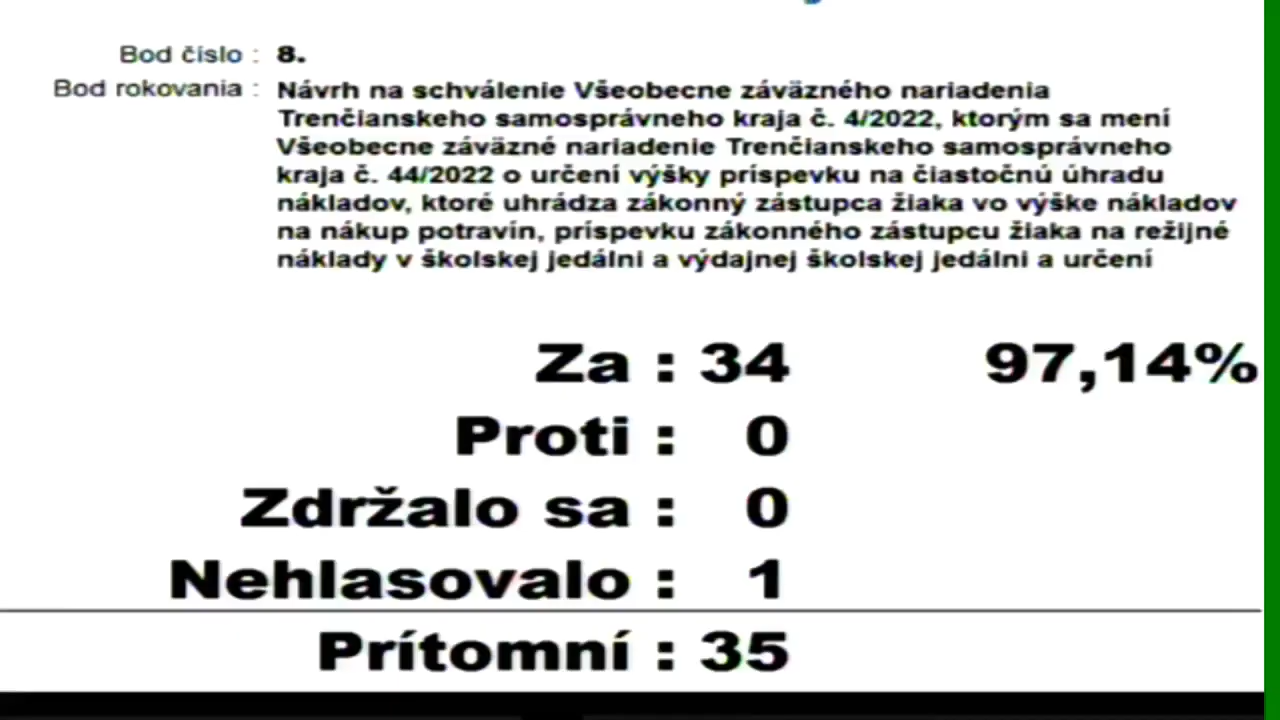 Bod číslo : 8.
Bod rokovania : Návrh na schválenie Všeobecne záväzného nariadenia
Trenčianskeho samosprávneho kraja č. 4/2022, ktorým sa mení
Všeobecne záväzné nariadenie Trenčianskeho samosprávneho
kraja č. 44/2022 o určení výšky príspevku na čiastočnú úhradu
nákladov, ktoré uhrádza zákonný zástupca žiaka vo výške nákladov
na nákup potravín, príspevku zákonného zástupcu žiaka na režijné
náklady v školskej jedálni a výdajnej školskej jedálni a určení
Za : 34 97,14%
Proti : 0
Zdržalo sa : 0
Nehlasovalo : 1
Prítomní : 35